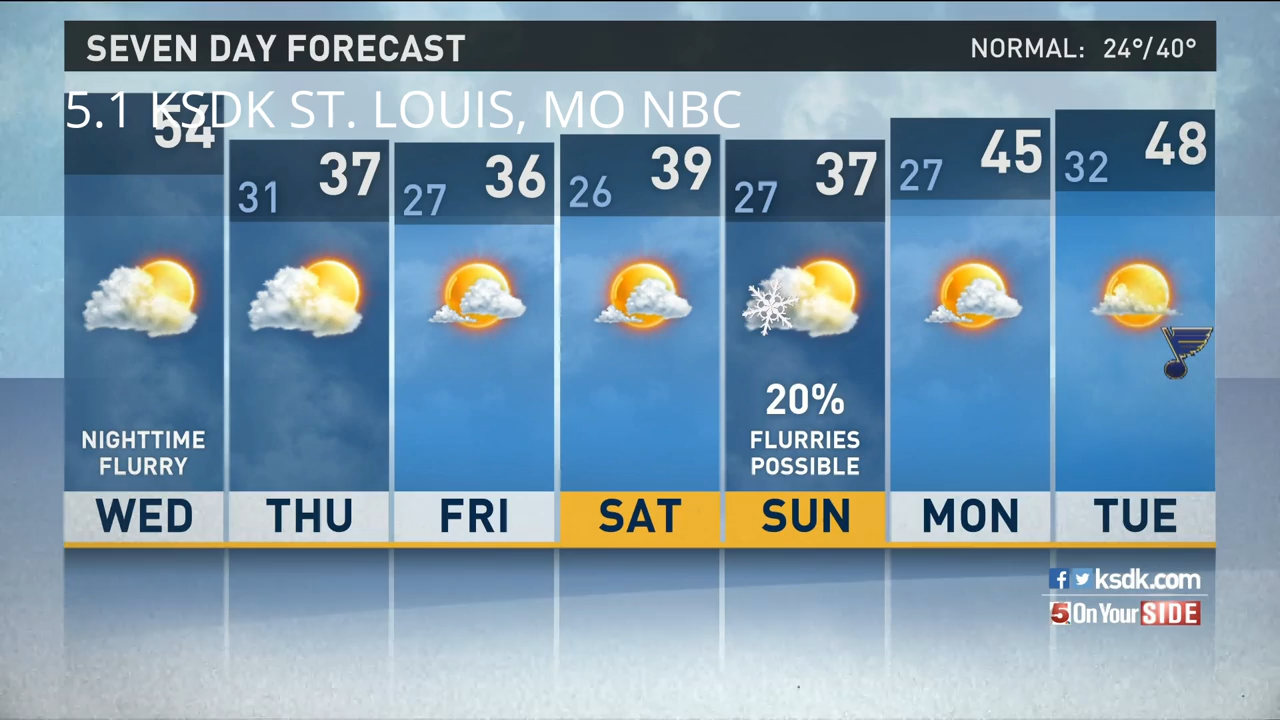 SEVEN DAY FORECAST
NORMAL: 24°/40°
5.1 KSDK ST. LOUIS, MO NBC
54
31 37
27 36
26 39
27 37
27 45
32 48
NIGHTTIME
FLURRY
20%
FLURRIES
POSSIBLE
WED THU FRI SAT SUN MON TUE
f ksdk.com
5 On Your SIDE